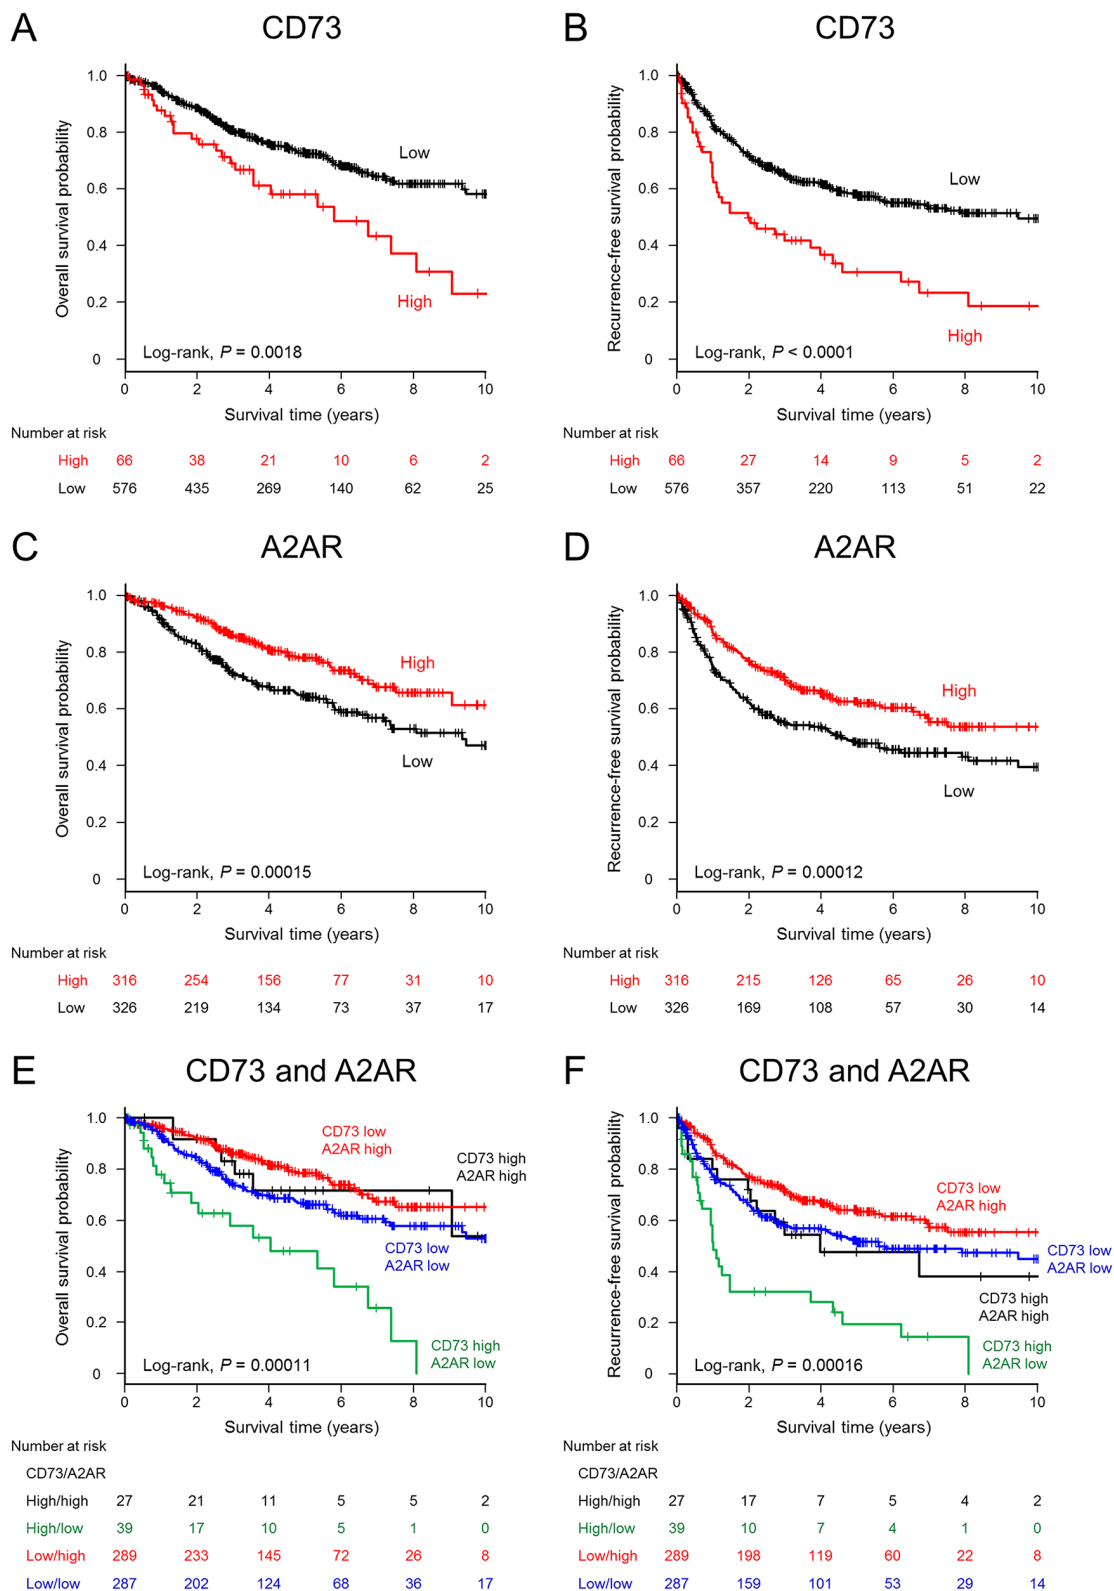 A
CD73
Overall survival probability
1.0
0.8
0.6
0.4
0.2
0
Low
High
Log-rank, P = 0.0018
0 2 4 6 8 10
Survival time (years)
Number at risk
High 66 38 21 10 6 2
Low 576 435 269 140 62 25
B
CD73
Recurrence-free survival probability
1.0
0.8
0.6
0.4
0.2
0
Low
High
Log-rank, P < 0.0001
0 2 4 6 8 10
Survival time (years)
Number at risk
High 66 27 14 9 5 2
Low 576 357 220 113 51 22
C
A2AR
Overall survival probability
1.0
0.8
0.6
0.4
0.2
0
High
Low
Log-rank, P = 0.00015
0 2 4 6 8 10
Survival time (years)
Number at risk
High 316 254 156 77 31 10
Low 326 219 134 73 37 17
D
A2AR
Recurrence-free survival probability
1.0
0.8
0.6
0.4
0.2
0
High
Low
Log-rank, P = 0.00012
0 2 4 6 8 10
Survival time (years)
Number at risk
High 316 215 126 65 26 10
Low 326 169 108 57 30 14
E
CD73 and A2AR
Overall survival probability
1.0
0.8
0.6
0.4
0.2
0
CD73 low
A2AR high
CD73 high
A2AR high
CD73 low
A2AR low
CD73 high
A2AR low
Log-rank, P = 0.00011
0 2 4 6 8 10
Survival time (years)
Number at risk
CD73/A2AR
High/high 27 21 11 5 5 2
High/low 39 17 10 5 1 0
Low/high 289 233 145 72 26 8
Low/low 287 202 124 68 36 17
F
CD73 and A2AR
Recurrence-free survival probability
1.0
0.8
0.6
0.4
0.2
0
CD73 low
A2AR high
CD73 low
A2AR low
CD73 high
A2AR high
CD73 high
A2AR low
Log-rank, P = 0.00016
0 2 4 6 8 10
Survival time (years)
Number at risk
CD73/A2AR
High/high 27 17 7 5 4 2
High/low 39 10 7 4 1 0
Low/high 289 198 119 60 22 8
Low/low 287 159 101 53 29 14